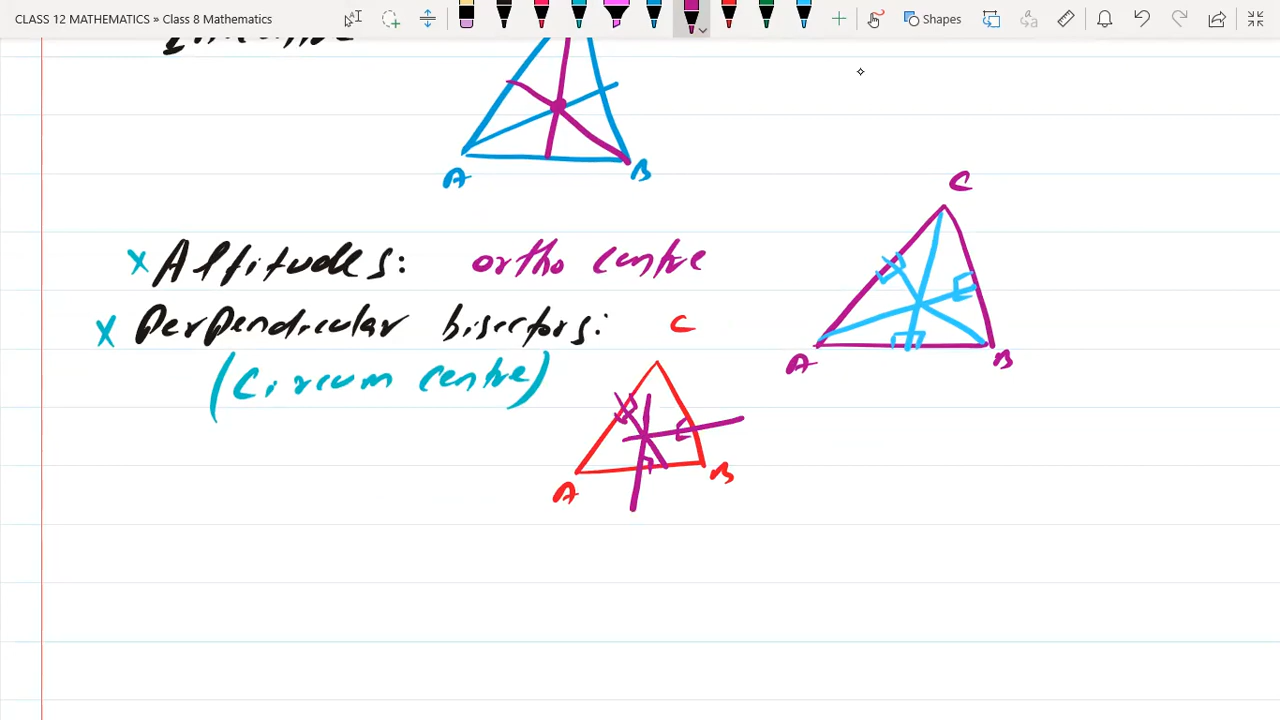 CLASS 12 MATHEMATICS » Class 8 Mathematics
Shapes
A B
C
x Altitudes: ortho centre
x Perpendicular bisectors: C
A B
(Circum centre)
A B